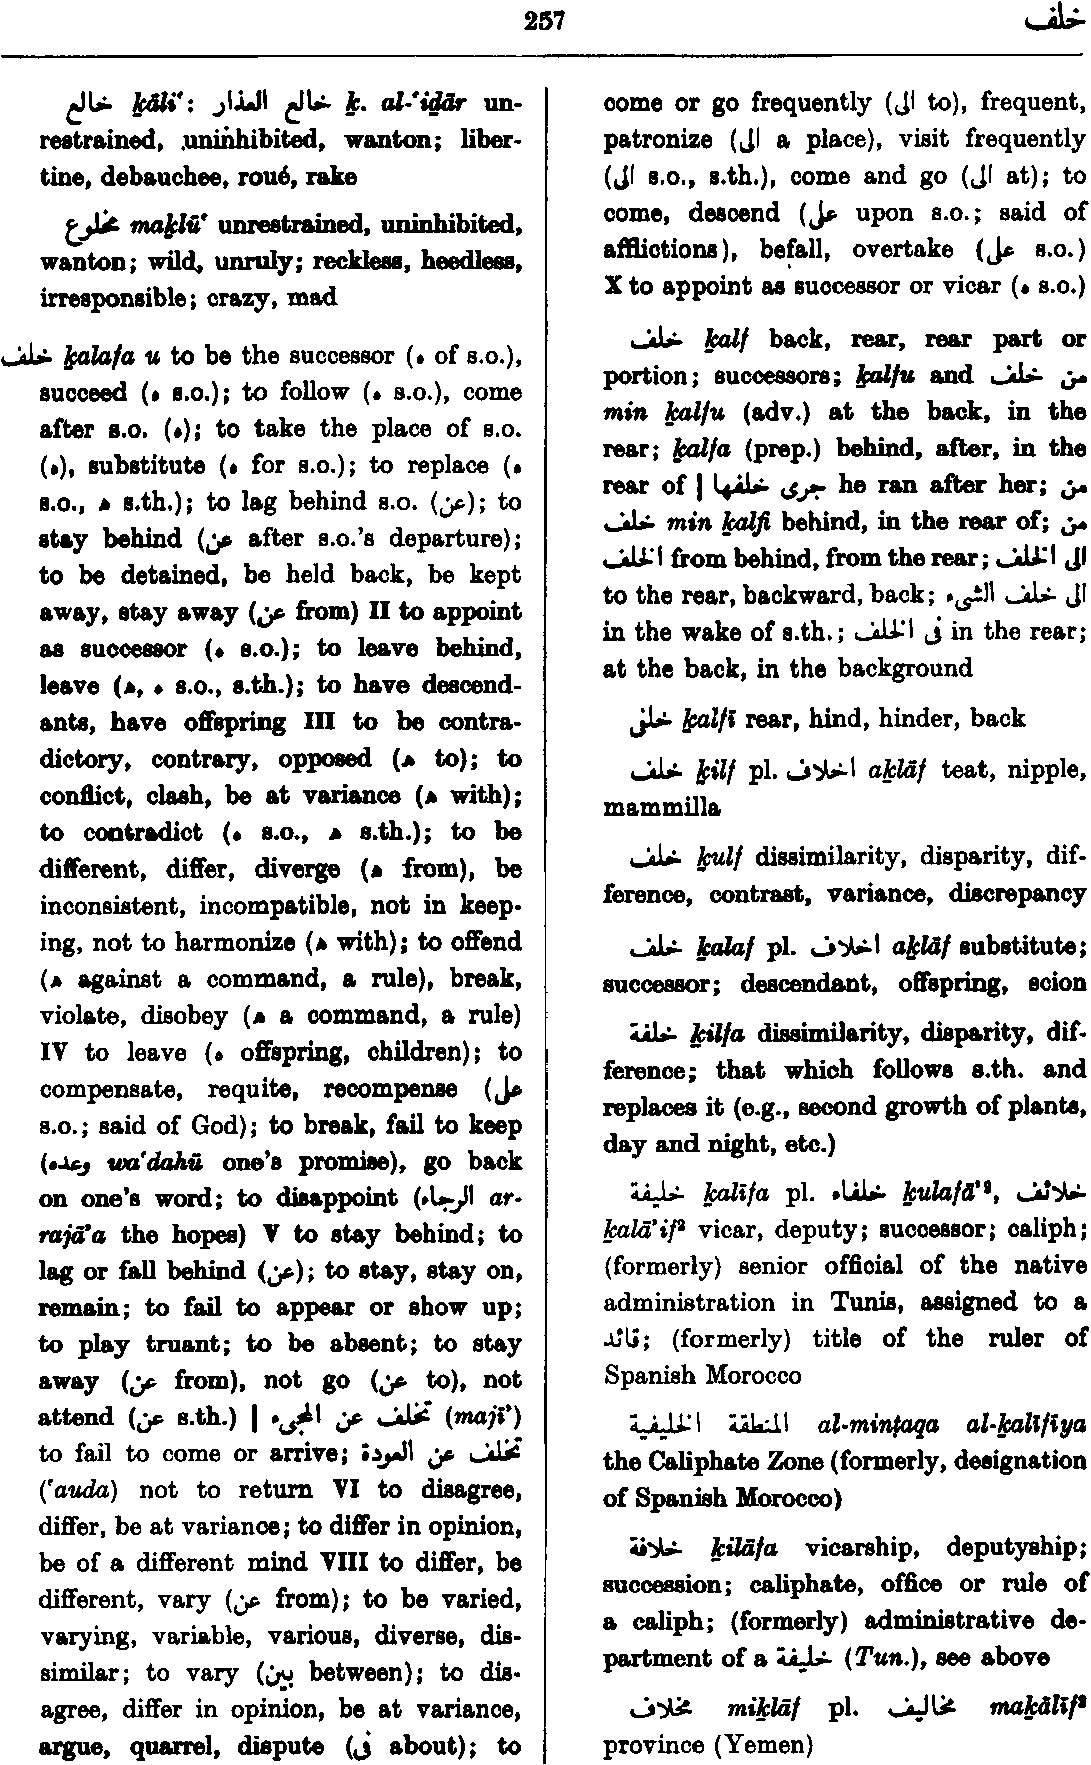 257
خلف
خالع ḵāliʿ: خالع العذار ḵ. al-ʿiḏār un-
restrained, uninhibited, wanton; liber-
tine, debauchee, roué, rake
مخلوع maḵlūʿ unrestrained, uninhibited,
wanton; wild, unruly; reckless, heedless,
irresponsible; crazy, mad
خلف ḵalafa u to be the successor (ه of s.o.),
succeed (ه s.o.); to follow (ه s.o.), come
after s.o. (ه); to take the place of s.o.
(ه), substitute (ه for s.o.); to replace (ه
s.o., ھ s.th.); to lag behind s.o. (عن); to
stay behind (عن after s.o.’s departure);
to be detained, be held back, be kept
away, stay away (عن from) II to appoint
as successor (ه s.o.); to leave behind,
leave (ھ, ه s.o., s.th.); to have descend-
ants, have offspring III to be contra-
dictory, contrary, opposed (ھ to); to
conflict, clash, be at variance (ھ with);
to contradict (ه s.o., ھ s.th.); to be
different, differ, diverge (ھ from), be
inconsistent, incompatible, not in keep-
ing, not to harmonize (ھ with); to offend
(ھ against a command, a rule), break,
violate, disobey (ھ a command, a rule)
IV to leave (ه offspring, children); to
compensate, requite, recompense (على
s.o.; said of God); to break, fail to keep
(وعده waʿdahū one’s promise), go back
on one’s word; to disappoint (الرجاء ar-
rajāʾa the hopes) V to stay behind; to
lag or fall behind (عن); to stay, stay on,
remain; to fail to appear or show up;
to play truant; to be absent; to stay
away (عن from), not go (عن to), not
attend (عن s.th.) | تخلف عن المجىء (majīʾ)
to fail to come or arrive; تخلف عن العودة
(ʿauda) not to return VI to disagree,
differ, be at variance; to differ in opinion,
be of a different mind VIII to differ, be
different, vary (عن from); to be varied,
varying, variable, various, diverse, dis-
similar; to vary (بين between); to dis-
agree, differ in opinion, be at variance,
argue, quarrel, dispute (فى about); to
come or go frequently (الى to), frequent,
patronize (الى a place), visit frequently
(الى s.o., s.th.), come and go (الى at); to
come, descend (على upon s.o.; said of
afflictions), befall, overtake (على s.o.)
X to appoint as successor or vicar (ه s.o.)
خلف ḵalf back, rear, rear part or
portion; successors; ḵalfu and من خلف
min ḵalfu (adv.) at the back, in the
rear; ḵalfa (prep.) behind, after, in the
rear of | جرى خلفها he ran after her; من
خلف min ḵalfi behind, in the rear of; من
الخلف from behind, from the rear; الى الخلف
to the rear, backward, back; الى خلف الشىء
in the wake of s.th.; فى الخلف in the rear;
at the back, in the background
خلفى ḵalfī rear, hind, hinder, back
خلف ḵilf pl. اخلاف aḵlāf teat, nipple,
mammilla
خلف ḵulf dissimilarity, disparity, dif-
ference, contrast, variance, discrepancy
خلف ḵalaf pl. اخلاف aḵlāf substitute;
successor; descendant, offspring, scion
خلفة ḵilfa dissimilarity, disparity, dif-
ference; that which follows s.th. and
replaces it (e.g., second growth of plants,
day and night, etc.)
خليفة ḵalīfa pl. خلفاء ḵulafāʾ², خلائف
ḵalāʾif² vicar, deputy; successor; caliph;
(formerly) senior official of the native
administration in Tunis, assigned to a
قائد; (formerly) title of the ruler of
Spanish Morocco
المنطقة الخليفية al-minṭaqa al-ḵalīfīya
the Caliphate Zone (formerly, designation
of Spanish Morocco)
خلافة ḵilāfa vicarship, deputyship;
succession; caliphate, office or rule of
a caliph; (formerly) administrative de-
partment of a خليفة (Tun.), see above
مخلاف miḵlāf pl. مخاليف maḵālīf²
province (Yemen)